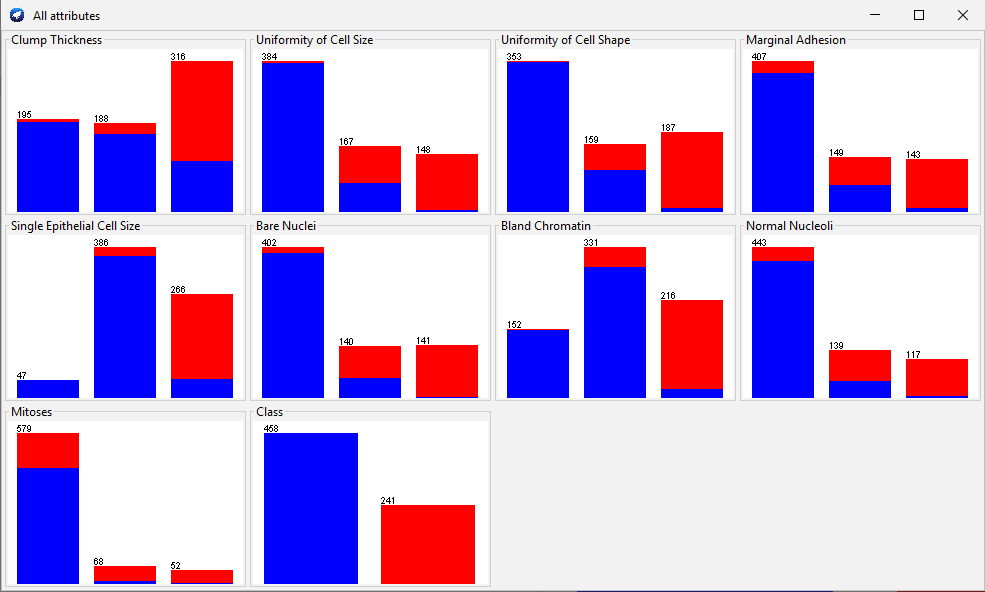 All attributes
Clump Thickness
195
188
316
Uniformity of Cell Size
384
167
148
Uniformity of Cell Shape
353
159
187
Marginal Adhesion
407
149
143
Single Epithelial Cell Size
47
386
266
Bare Nuclei
402
140
141
Bland Chromatin
152
331
216
Normal Nucleoli
443
139
117
Mitoses
579
68
52
Class
458
241